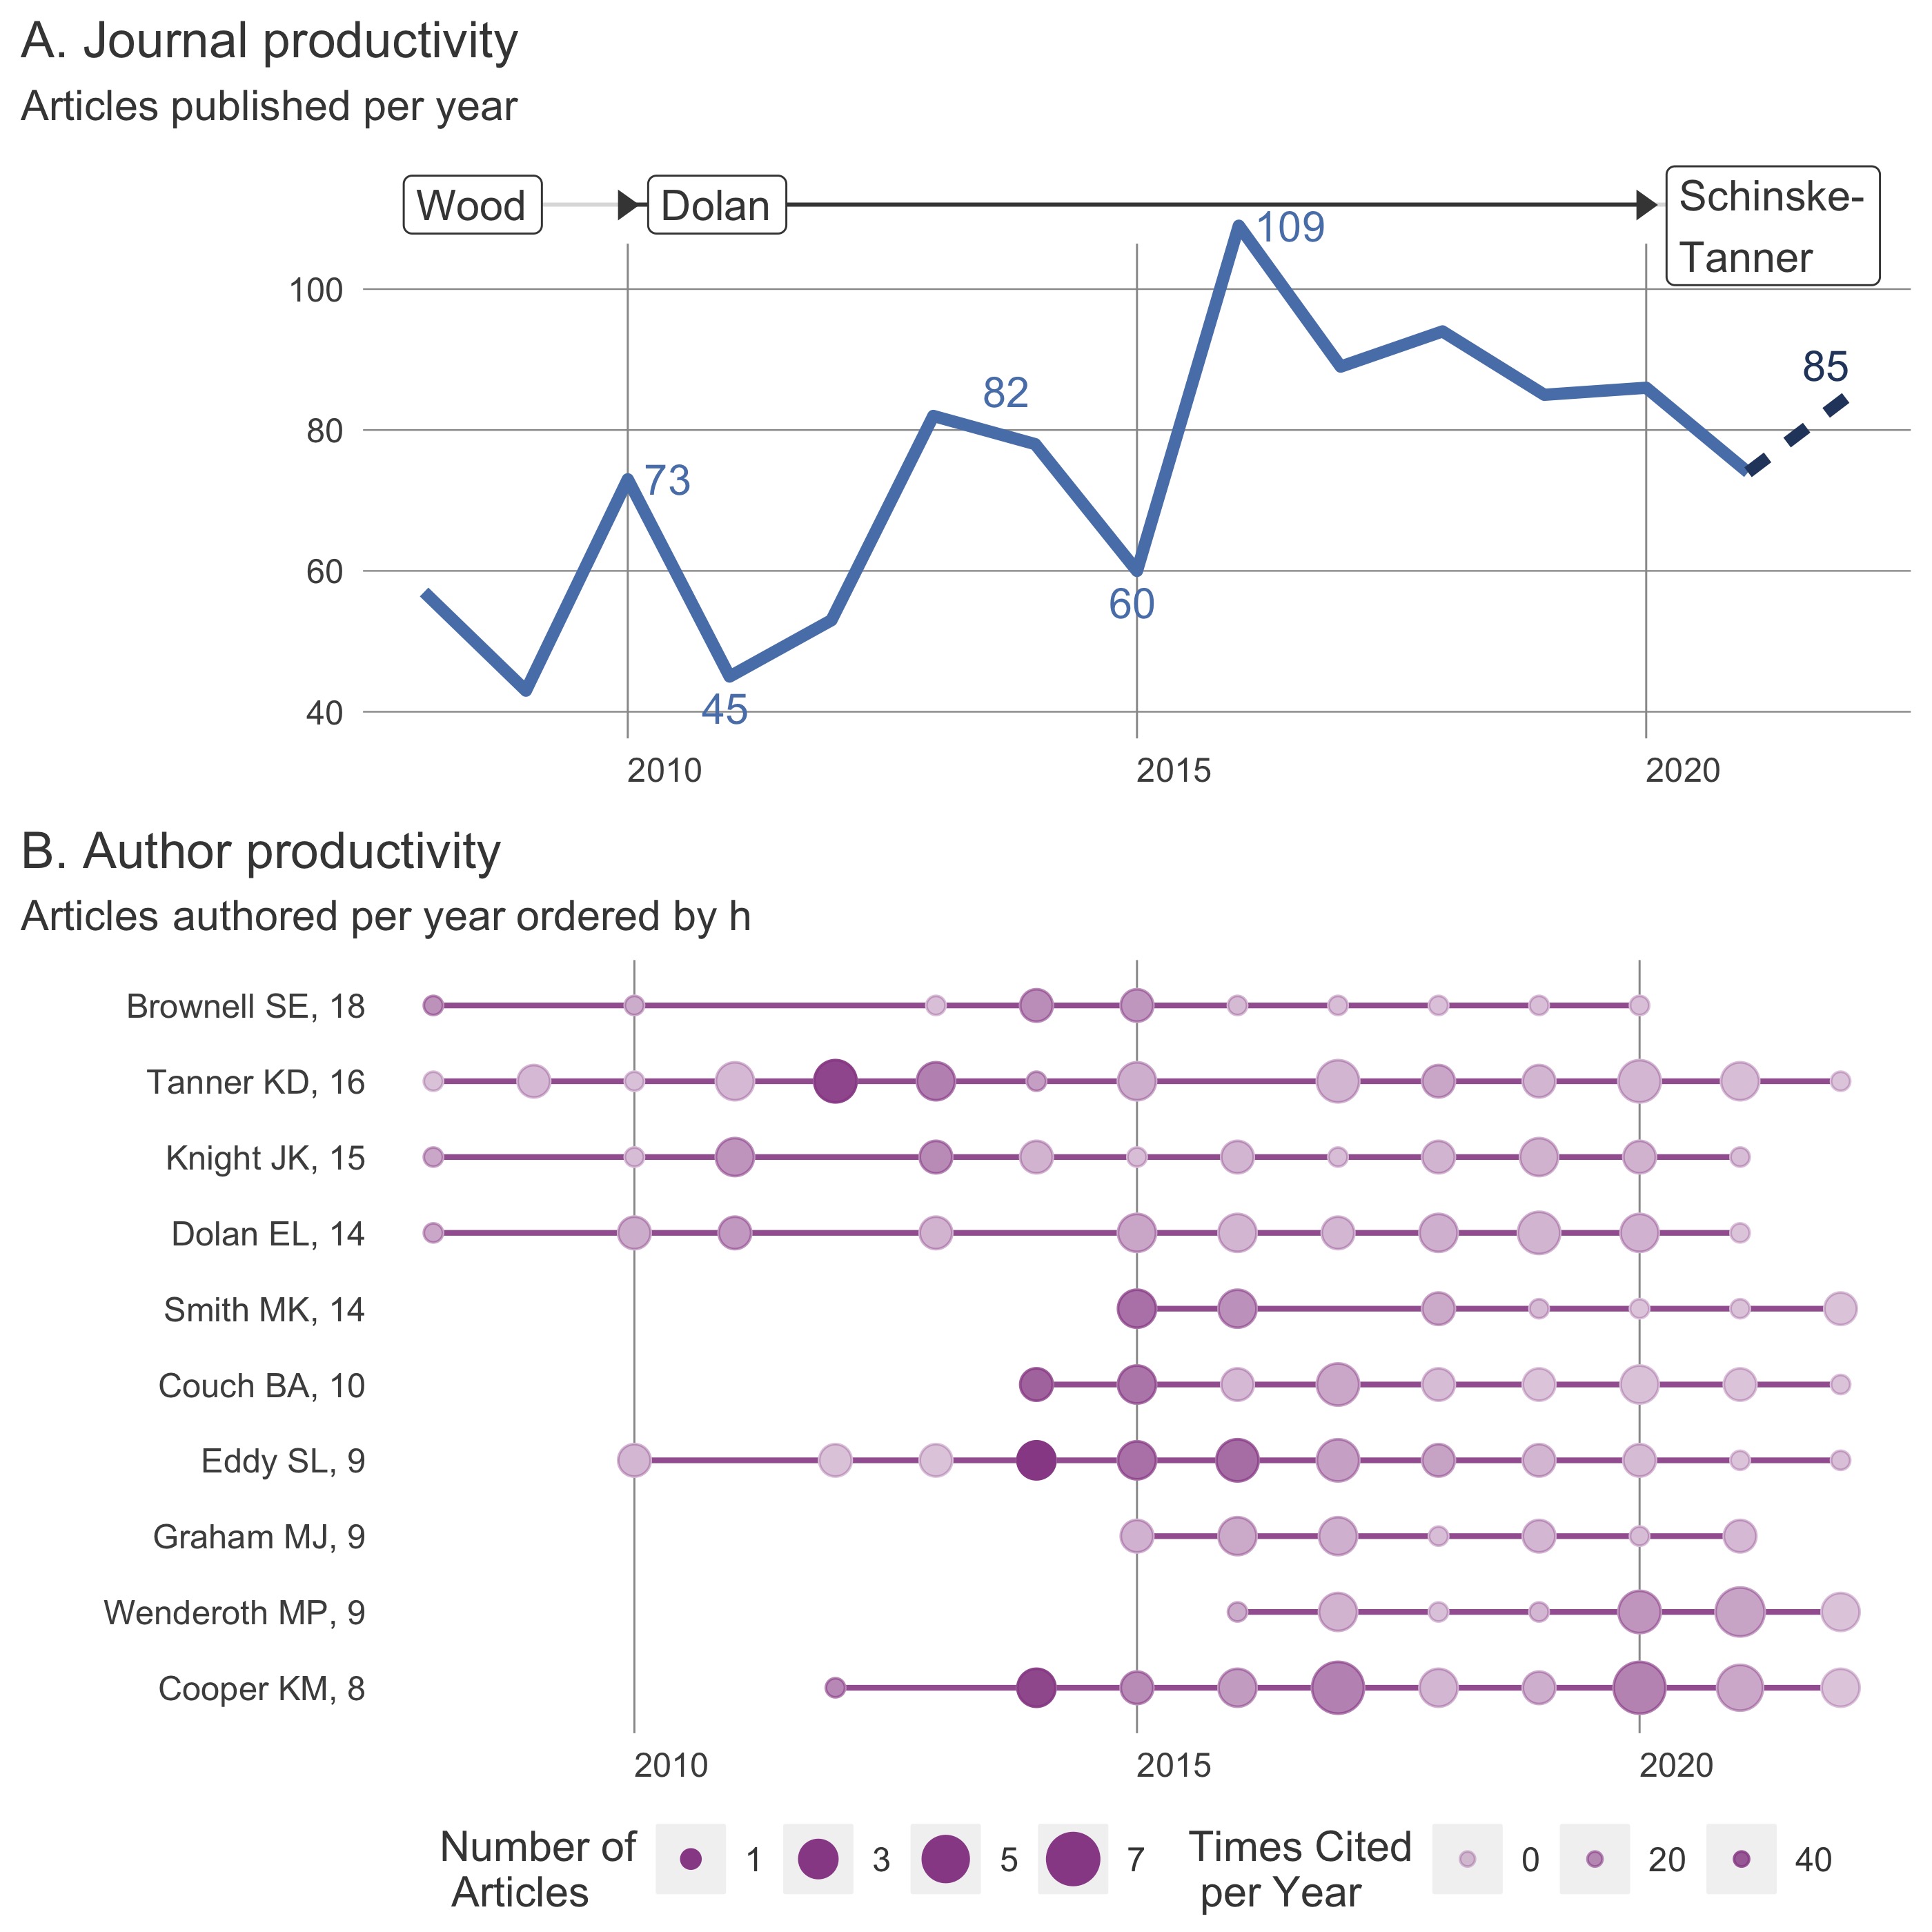 A. Journal productivity
Articles published per year
Wood
Dolan
Schinske-
Tanner
109
100
85
82
80
73
60
60
45
40
2010
2015
2020
B. Author productivity
Articles authored per year ordered by h
Brownell SE, 18
Tanner KD, 16
Knight JK, 15
Dolan EL, 14
Smith MK, 14
Couch BA, 10
Eddy SL, 9
Graham MJ, 9
Wenderoth MP, 9
Cooper KM, 8
2010
2015
2020
Number of
Articles
1
3
5
7
Times Cited
per Year
0
20
40